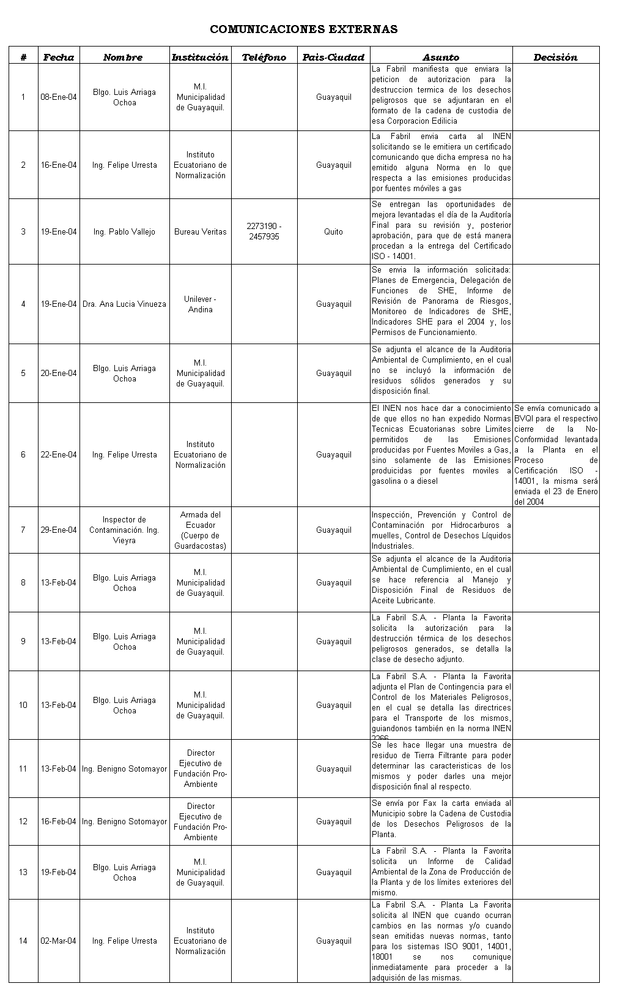 COMUNICACIONES EXTERNAS
# Fecha Nombre Institución Teléfono Pais-Ciudad Asunto Decisión
1
08-Ene-04
Blgo. Luis Arriaga
Ochoa
M.I.
Municipalidad
de Guayaquil.
Guayaquil
La Fabril manifiesta que enviara la
peticion de autorizacion para la
destruccion termica de los desechos
peligrosos que se adjuntaran en el
formato de la cadena de custodia de
esa Corporacion Edilicia
2
16-Ene-04
Ing. Felipe Urresta
Instituto
Ecuatoriano de
Normalización
Guayaquil
La Fabril envia carta al INEN
solicitando se le emitiera un certificado
comunicando que dicha empresa no ha
emitido alguna Norma en lo que
respecta a las emisiones producidas
por fuentes móviles a gas
3
19-Ene-04
Ing. Pablo Vallejo
Bureau Veritas
2273190 -
2457935
Quito
Se entregan las oportunidades de
mejora levantadas el día de la Auditoría
Final para su revisión y, posterior
aprobación, para que de está manera
procedan a la entrega del Certificado
ISO - 14001.
4
19-Ene-04
Dra. Ana Lucia Vinueza
Unilever -
Andina
Guayaquil
Se envia la información solicitada:
Planes de Emergencia, Delegación de
Funciones de SHE, Informe de
Revisión de Panorama de Riesgos,
Monitoreo de Indicadores de SHE,
Indicadores SHE para el 2004 y, los
Permisos de Funcionamiento.
5
20-Ene-04
Blgo. Luis Arriaga
Ochoa
M.I.
Municipalidad
de Guayaquil.
Guayaquil
Se adjunta el alcance de la Auditoria
Ambiental de Cumplimiento, en el cual
no se incluyó la información de
residuos sólidos generados y su
disposición final.
6
22-Ene-04
Ing. Felipe Urresta
Instituto
Ecuatoriano de
Normalización
Guayaquil
El INEN nos hace dar a conocimiento
de que ellos no han expedido Normas
Tecnicas Ecuatorianas sobre Limites
permitidos de las Emisiones
producidas por Fuentes Moviles a Gas,
sino solamente de las Emisiones
produicidas por fuentes moviles a
gasolina o a diesel
Se envía comunicado a
BVQI para el respectivo
cierre de la No-
Conformidad levantada
a la Planta en el
Proceso de
Certificación ISO -
14001, la misma será
enviada el 23 de Enero
del 2004
7
29-Ene-04
Inspector de
Contaminación. Ing.
Vieyra
Armada del
Ecuador
(Cuerpo de
Guardacostas)
Guayaquil
Inspección, Prevención y Control de
Contaminación por Hidrocarburos a
muelles, Control de Desechos Líquidos
Industriales.
8
13-Feb-04
Blgo. Luis Arriaga
Ochoa
M.I.
Municipalidad
de Guayaquil.
Guayaquil
Se adjunta el alcance de la Auditoria
Ambiental de Cumplimiento, en el cual
se hace referencia al Manejo y
Disposición Final de Residuos de
Aceite Lubricante.
9
13-Feb-04
Blgo. Luis Arriaga
Ochoa
M.I.
Municipalidad
de Guayaquil.
Guayaquil
La Fabril S.A. - Planta la Favorita
solicita la autorización para la
destrucción térmica de los desechos
peligrosos generados, se detalla la
clase de desecho adjunto.
10
13-Feb-04
Blgo. Luis Arriaga
Ochoa
M.I.
Municipalidad
de Guayaquil.
Guayaquil
La Fabril S.A. - Planta la Favorita
adjunta el Plan de Contingencia para el
Control de los Materiales Peligrosos,
en el cual se detalla las directrices
para el Transporte de los mismos,
guiandonos también en la norma INEN
2266
11
13-Feb-04
Ing. Benigno Sotomayor
Director
Ejecutivo de
Fundación Pro-
Ambiente
Guayaquil
Se les hace llegar una muestra de
residuo de Tierra Filtrante para poder
determinar las caracteristicas de los
mismos y poder darles una mejor
disposición final al respecto.
12
16-Feb-04
Ing. Benigno Sotomayor
Director
Ejecutivo de
Fundación Pro-
Ambiente
Guayaquil
Se envía por Fax la carta enviada al
Municipio sobre la Cadena de Custodia
de los Desechos Peligrosos de la
Planta.
13
19-Feb-04
Blgo. Luis Arriaga
Ochoa
M.I.
Municipalidad
de Guayaquil.
Guayaquil
La Fabril S.A. - Planta la Favorita
solicita un Informe de Calidad
Ambiental de la Zona de Producción de
la Planta y de los límites exteriores del
mismo.
14
02-Mar-04
Ing. Felipe Urresta
Instituto
Ecuatoriano de
Normalización
Guayaquil
La Fabril S.A. - Planta La Favorita
solicita al INEN que cuando ocurran
cambios en las normas y/o cuando
sean emitidas nuevas normas, tanto
para los sistemas ISO 9001, 14001,
18001 se nos comunique
inmediatamente para proceder a la
adquisión de las mismas.